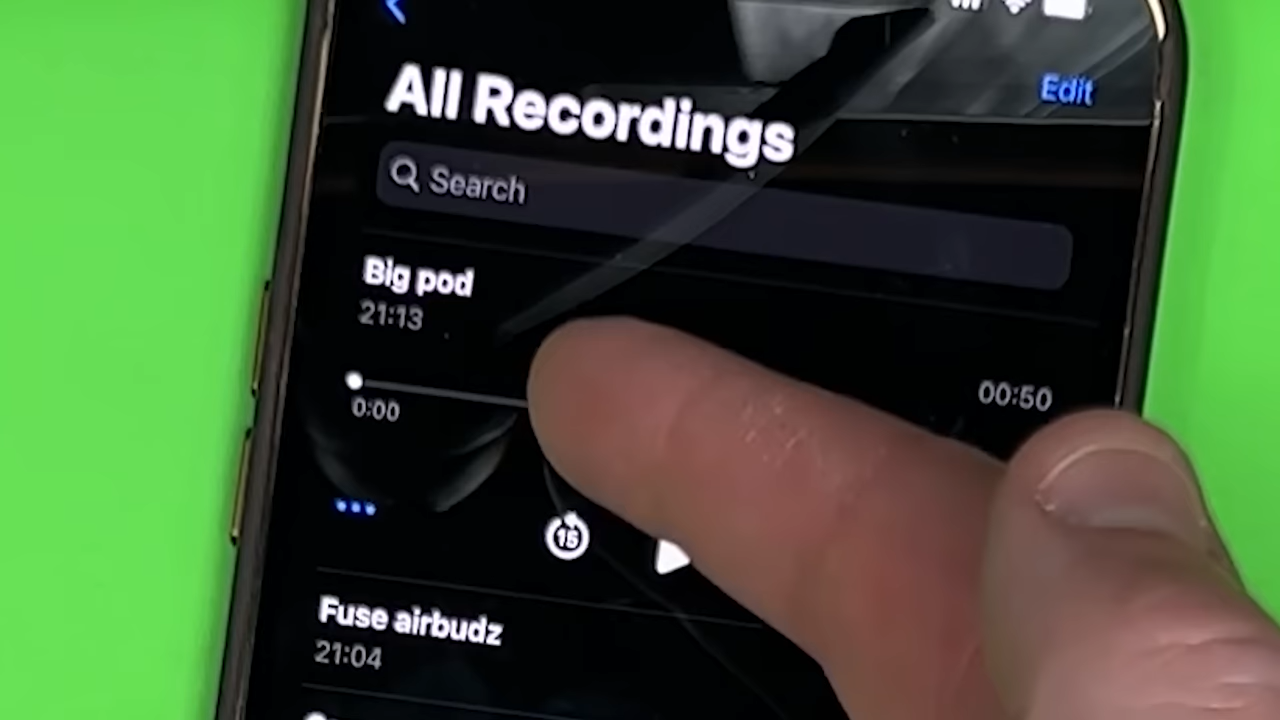 Edit
All Recordings
Search
Big pod
21:13
00:50
0:00
15
Fuse airbudz
21:04